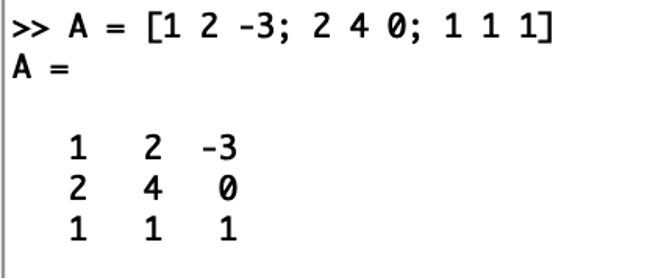 >> A = [1 2 -3; 2 4 0; 1 1 1]
A =
1 2 -3
2 4 0
1 1 1